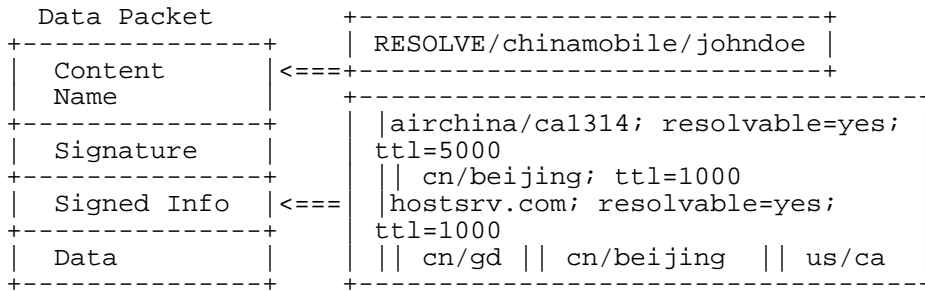 Data Packet +-----------------------------+
+---------------+ | RESOLVE/chinamobile/johndoe |
| Content |<===+-----------------------------+
| Name | +------------------------------------
+---------------+ | |airchina/ca1314; resolvable=yes; |
| Signature | | ttl=5000
+---------------+ | || cn/beijing; ttl=1000
| Signed Info |<===| |hostsrv.com; resolvable=yes;
+---------------+ | ttl=1000
| Data | | || cn/gd || cn/beijing || us/ca |
+---------------+ +------------------------------------